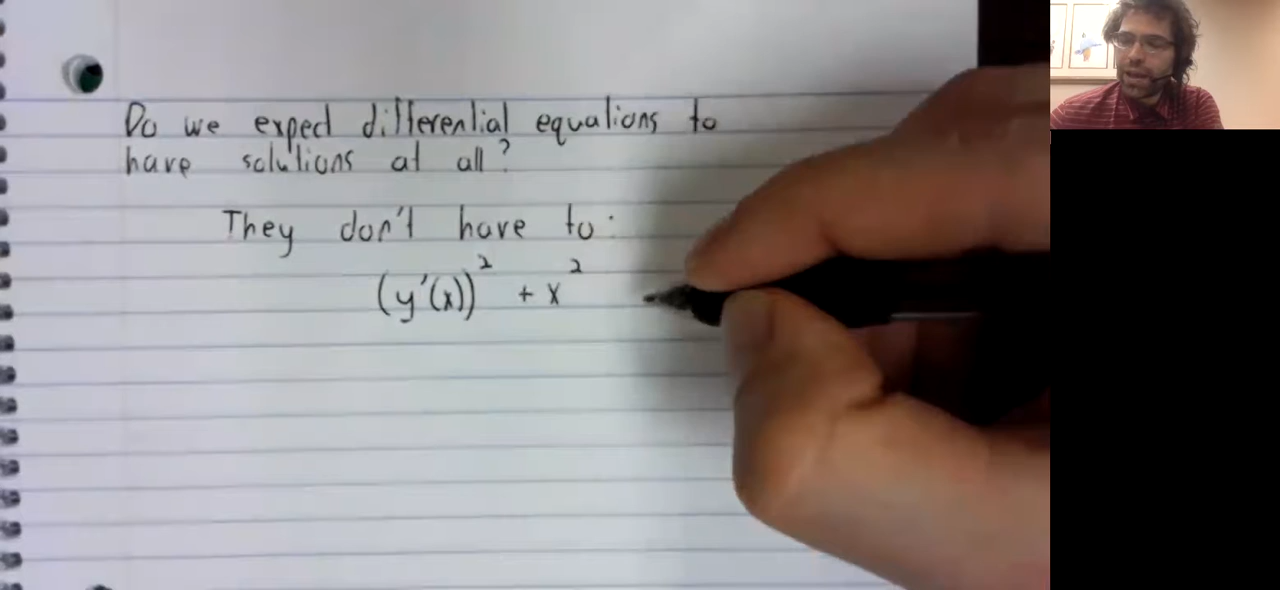 Do we expect differential equations to
have solutions at all?
They don't have to:
(y'(x))² + x²